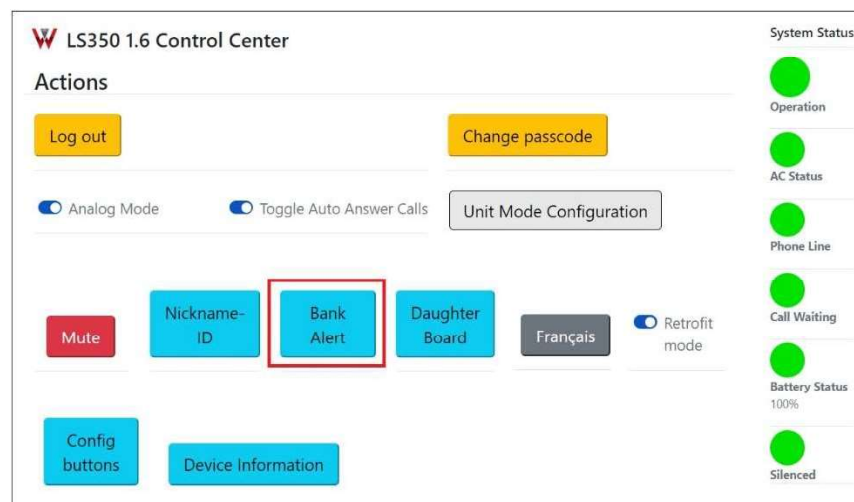 LS350 1.6 Control Center
Actions
Log out
Change passcode
Analog Mode
Toggle Auto Answer Calls
Unit Mode Configuration
Mute
Nickname-
ID
Bank
Alert
Daughter
Board
Français
Retrofit
mode
Config
buttons
Device Information
System Status
Operation
AC Status
Phone Line
Call Waiting
Battery Status
100%
Silenced